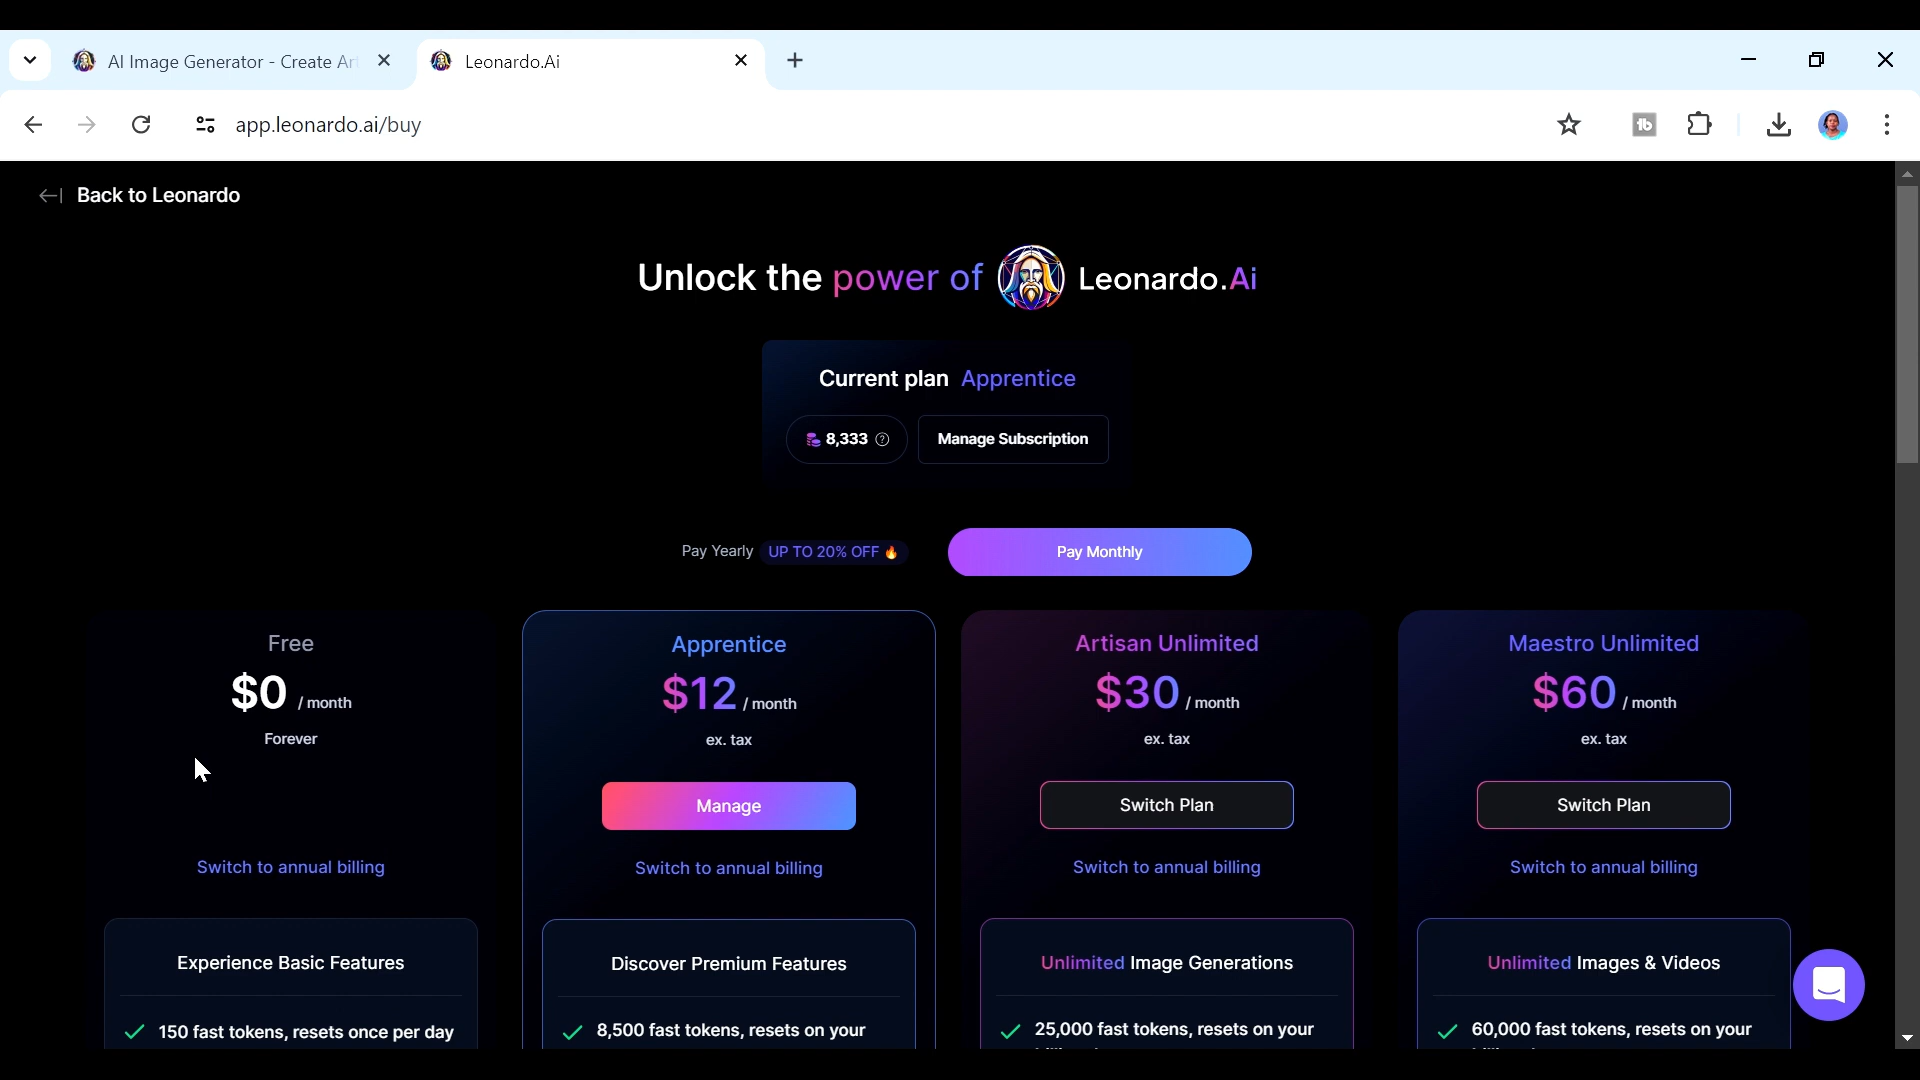 AI Image Generator - Create Ar
Leonardo.Ai
app.leonardo.ai/buy
Back to Leonardo
Unlock the power of Leonardo.Ai
Current plan Apprentice
8,333
Manage Subscription
Pay Yearly UP TO 20% OFF
Pay Monthly
Free
$0 / month
Forever
Switch to annual billing
Experience Basic Features
150 fast tokens, resets once per day
Apprentice
$12 / month
ex. tax
Manage
Switch to annual billing
Discover Premium Features
8,500 fast tokens, resets on your
Artisan Unlimited
$30 / month
ex. tax
Switch Plan
Switch to annual billing
Unlimited Image Generations
25,000 fast tokens, resets on your
Maestro Unlimited
$60 / month
ex. tax
Switch Plan
Switch to annual billing
Unlimited Images & Videos
60,000 fast tokens, resets on your